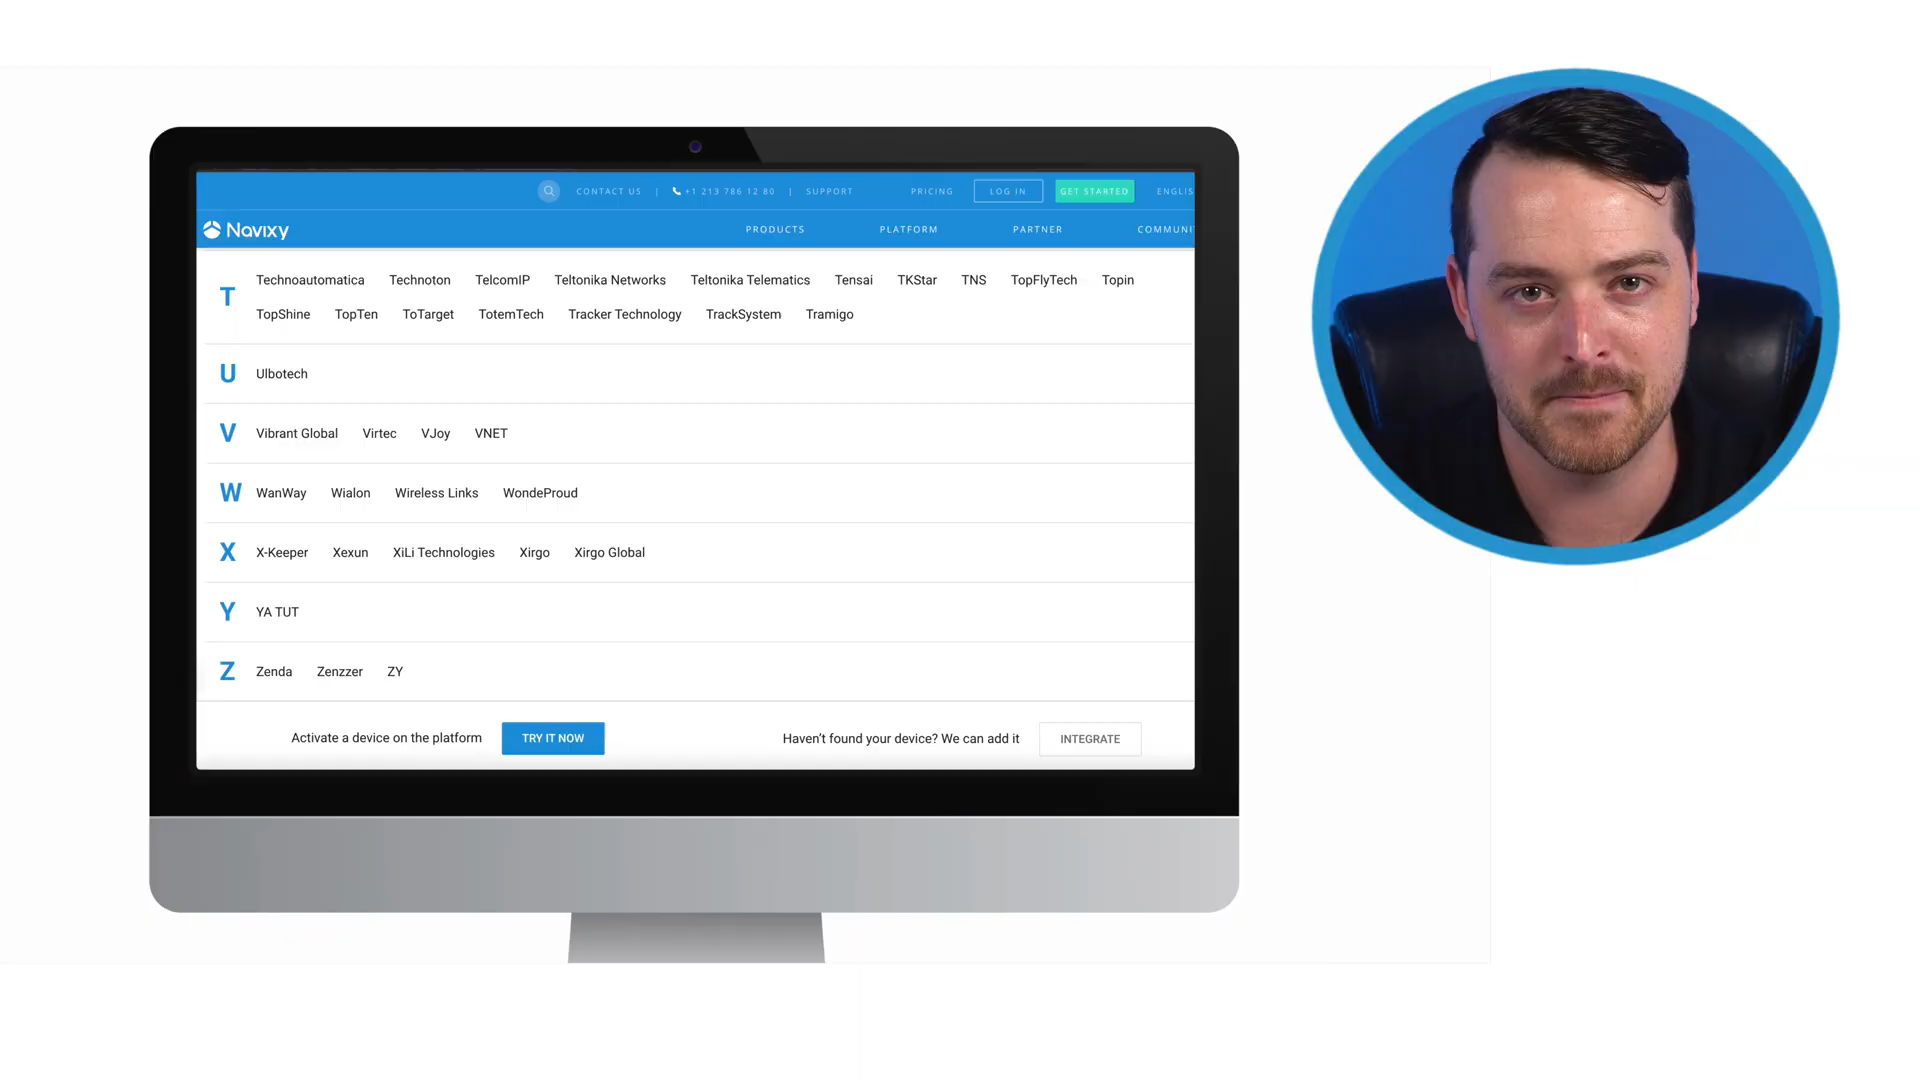 CONTACT US | +1 213 786 12 80 | SUPPORT PRICING LOG IN GET STARTED ENGLIS
Navixy PRODUCTS PLATFORM PARTNER COMMUNI
T
Technoautomatica Technoton TelcomIP Teltonika Networks Teltonika Telematics Tensai TKStar TNS TopFlyTech Topin
TopShine TopTen ToTarget TotemTech Tracker Technology TrackSystem Tramigo
U Ulbotech
V Vibrant Global Virtec VJoy VNET
W WanWay Wialon Wireless Links WondeProud
X X-Keeper Xexun XiLi Technologies Xirgo Xirgo Global
Y YA TUT
Z Zenda Zenzzer ZY
Activate a device on the platform TRY IT NOW Haven't found your device? We can add it INTEGRATE